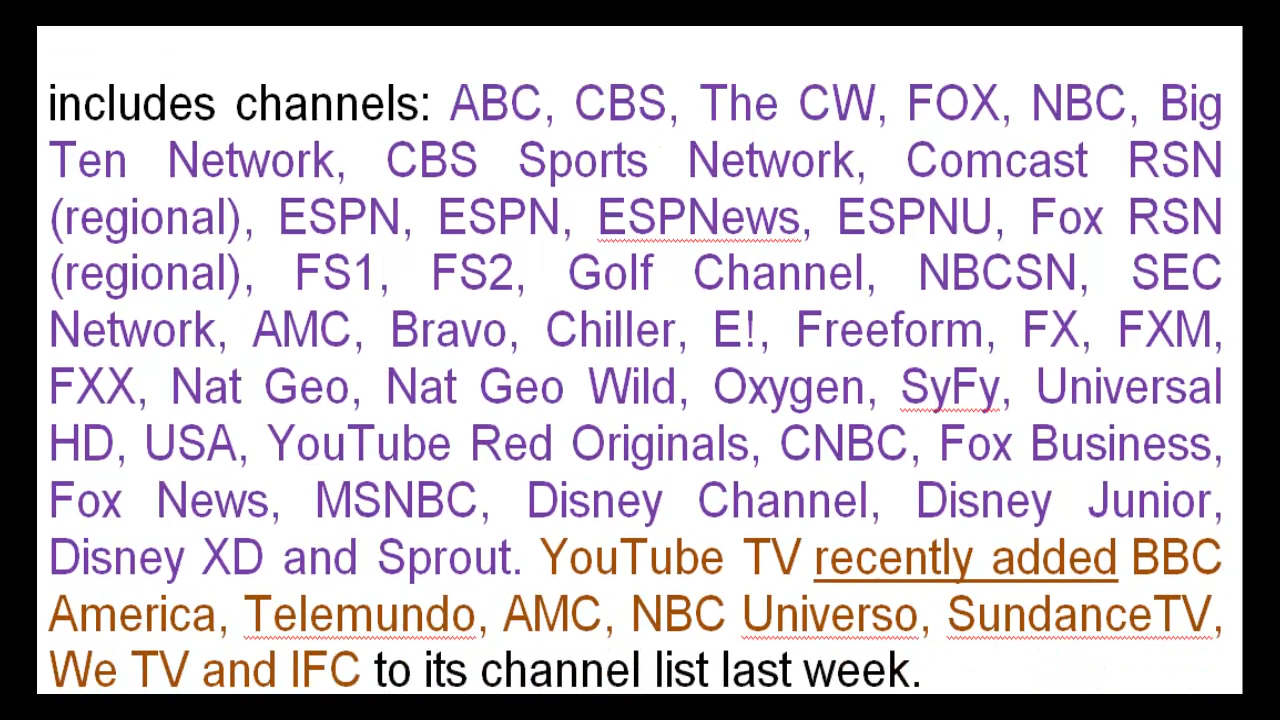 includes channels: ABC, CBS, The CW, FOX, NBC, Big
Ten Network, CBS Sports Network, Comcast RSN
(regional), ESPN, ESPN, ESPNews, ESPNU, Fox RSN
(regional), FS1, FS2, Golf Channel, NBCSN, SEC
Network, AMC, Bravo, Chiller, E!, Freeform, FX, FXM,
FXX, Nat Geo, Nat Geo Wild, Oxygen, SyFy, Universal
HD, USA, YouTube Red Originals, CNBC, Fox Business,
Fox News, MSNBC, Disney Channel, Disney Junior,
Disney XD and Sprout. YouTube TV recently added BBC
America, Telemundo, AMC, NBC Universo, SundanceTV,
We TV and IFC to its channel list last week.